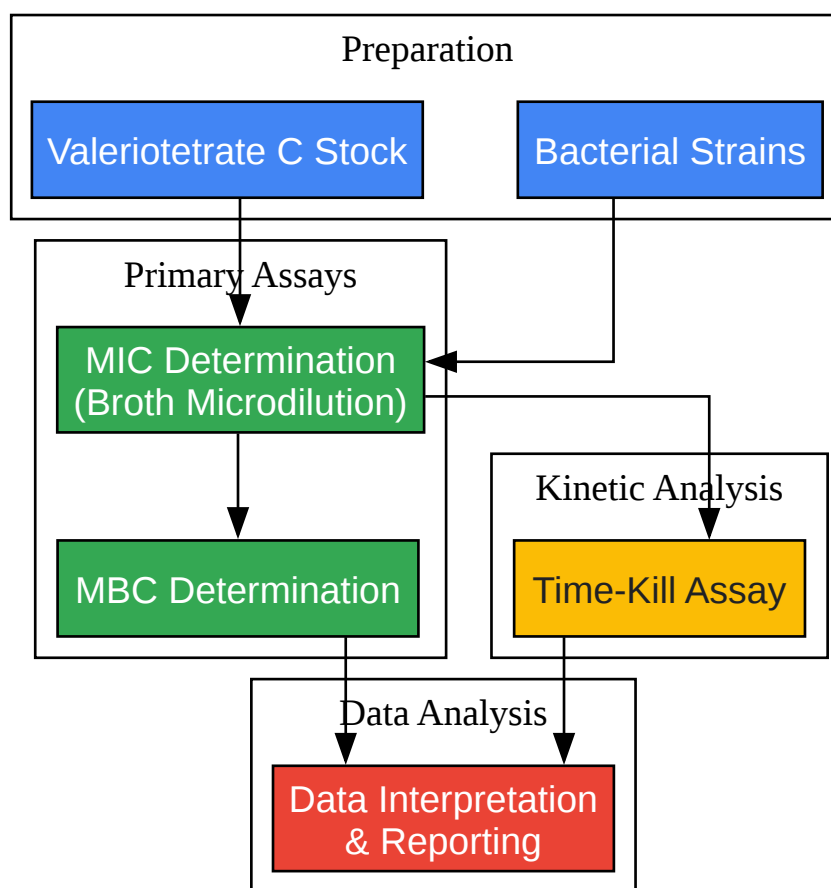 Preparation
Valeriotetrate C Stock
Bacterial Strains
Primary Assays
MIC Determination
(Broth Microdilution)
Kinetic Analysis
MBC Determination
Time-Kill Assay
Data Analysis
Data Interpretation
& Reporting